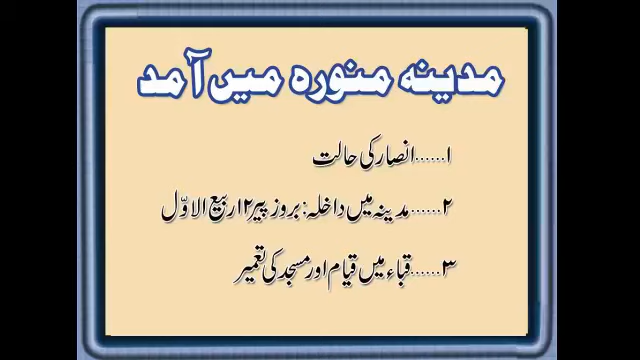 مدینہ منورہ میں آمد
۱......انصار کی حالت
۲......مدینہ میں داخلہ: بروز پیر ۱۲ ربیع الاوّل
۳......قباء میں قیام اور مسجد کی تعمیر